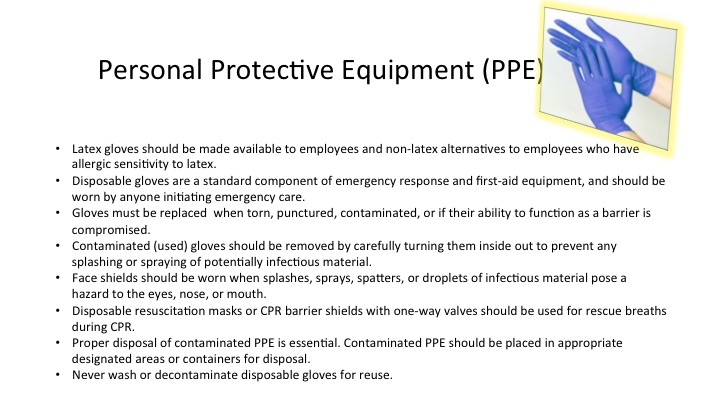 Personal Protective Equipment (PPE)
• Latex gloves should be made available to employees and non-latex alternatives to employees who have
allergic sensitivity to latex.
• Disposable gloves are a standard component of emergency response and first-aid equipment, and should be
worn by anyone initiating emergency care.
• Gloves must be replaced  when torn, punctured, contaminated, or if their ability to function as a barrier is
compromised.
• Contaminated (used) gloves should be removed by carefully turning them inside out to prevent any
splashing or spraying of potentially infectious material.
• Face shields should be worn when splashes, sprays, spatters, or droplets of infectious material pose a
hazard to the eyes, nose, or mouth.
• Disposable resuscitation masks or CPR barrier shields with one-way valves should be used for rescue breaths
during CPR.
• Proper disposal of contaminated PPE is essential. Contaminated PPE should be placed in appropriate
designated areas or containers for disposal.
• Never wash or decontaminate disposable gloves for reuse.